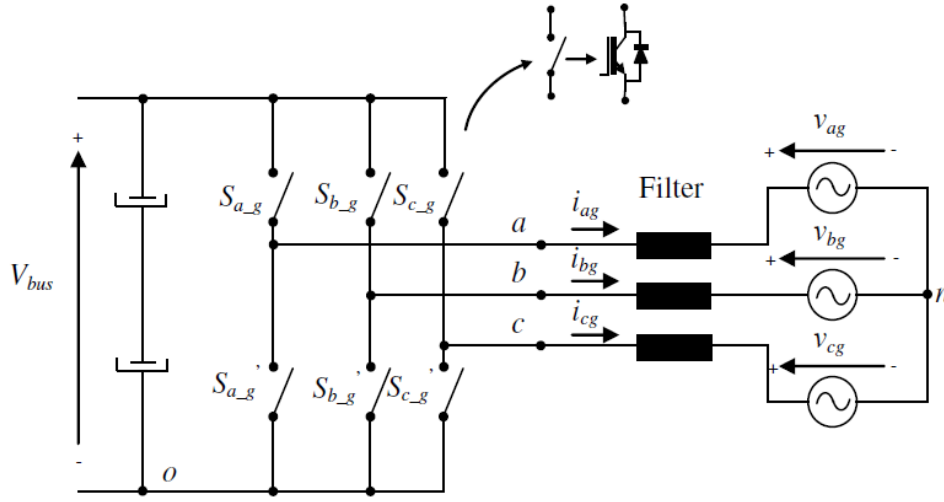 v_ag
+ -
S_a_g S_b_g S_c_g
Filter
i_ag
a
v_bg
+ -
V_bus
+
-
b
i_bg
n
c
i_cg
v_cg
+ -
S_a_g' S_b_g' S_c_g'
o